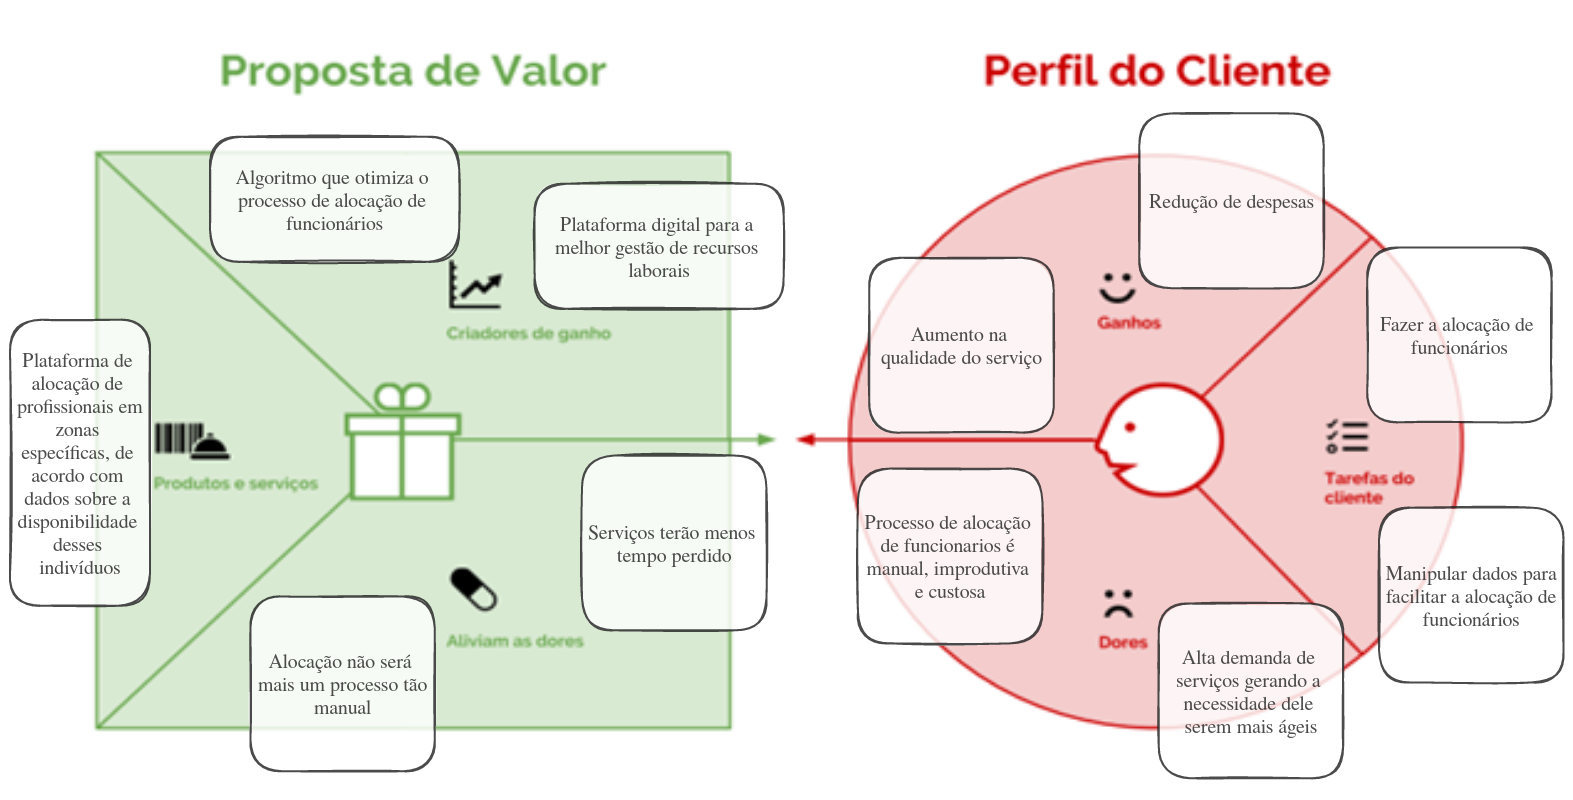 Proposta de Valor
Algoritmo que otimiza o
processo de alocação de
funcionários
Plataforma digital para a
melhor gestão de recursos
laborais
Criadores de ganho
Plataforma de
alocação de
profissionais em
zonas
específicas, de
acordo com
dados sobre a
disponibilidade
desses
indivíduos
Produtos e serviços
Serviços terão menos
tempo perdido
Aliviam as dores
Alocação não será
mais um processo tão
manual
Perfil do Cliente
Redução de despesas
Aumento na
qualidade do serviço
Ganhos
Fazer a alocação de
funcionários
Tarefas do
cliente
Manipular dados para
facilitar a alocação de
funcionários
Processo de alocação
de funcionarios é
manual, improdutiva
e custosa
Dores
Alta demanda de
serviços gerando a
necessidade dele
serem mais ágeis